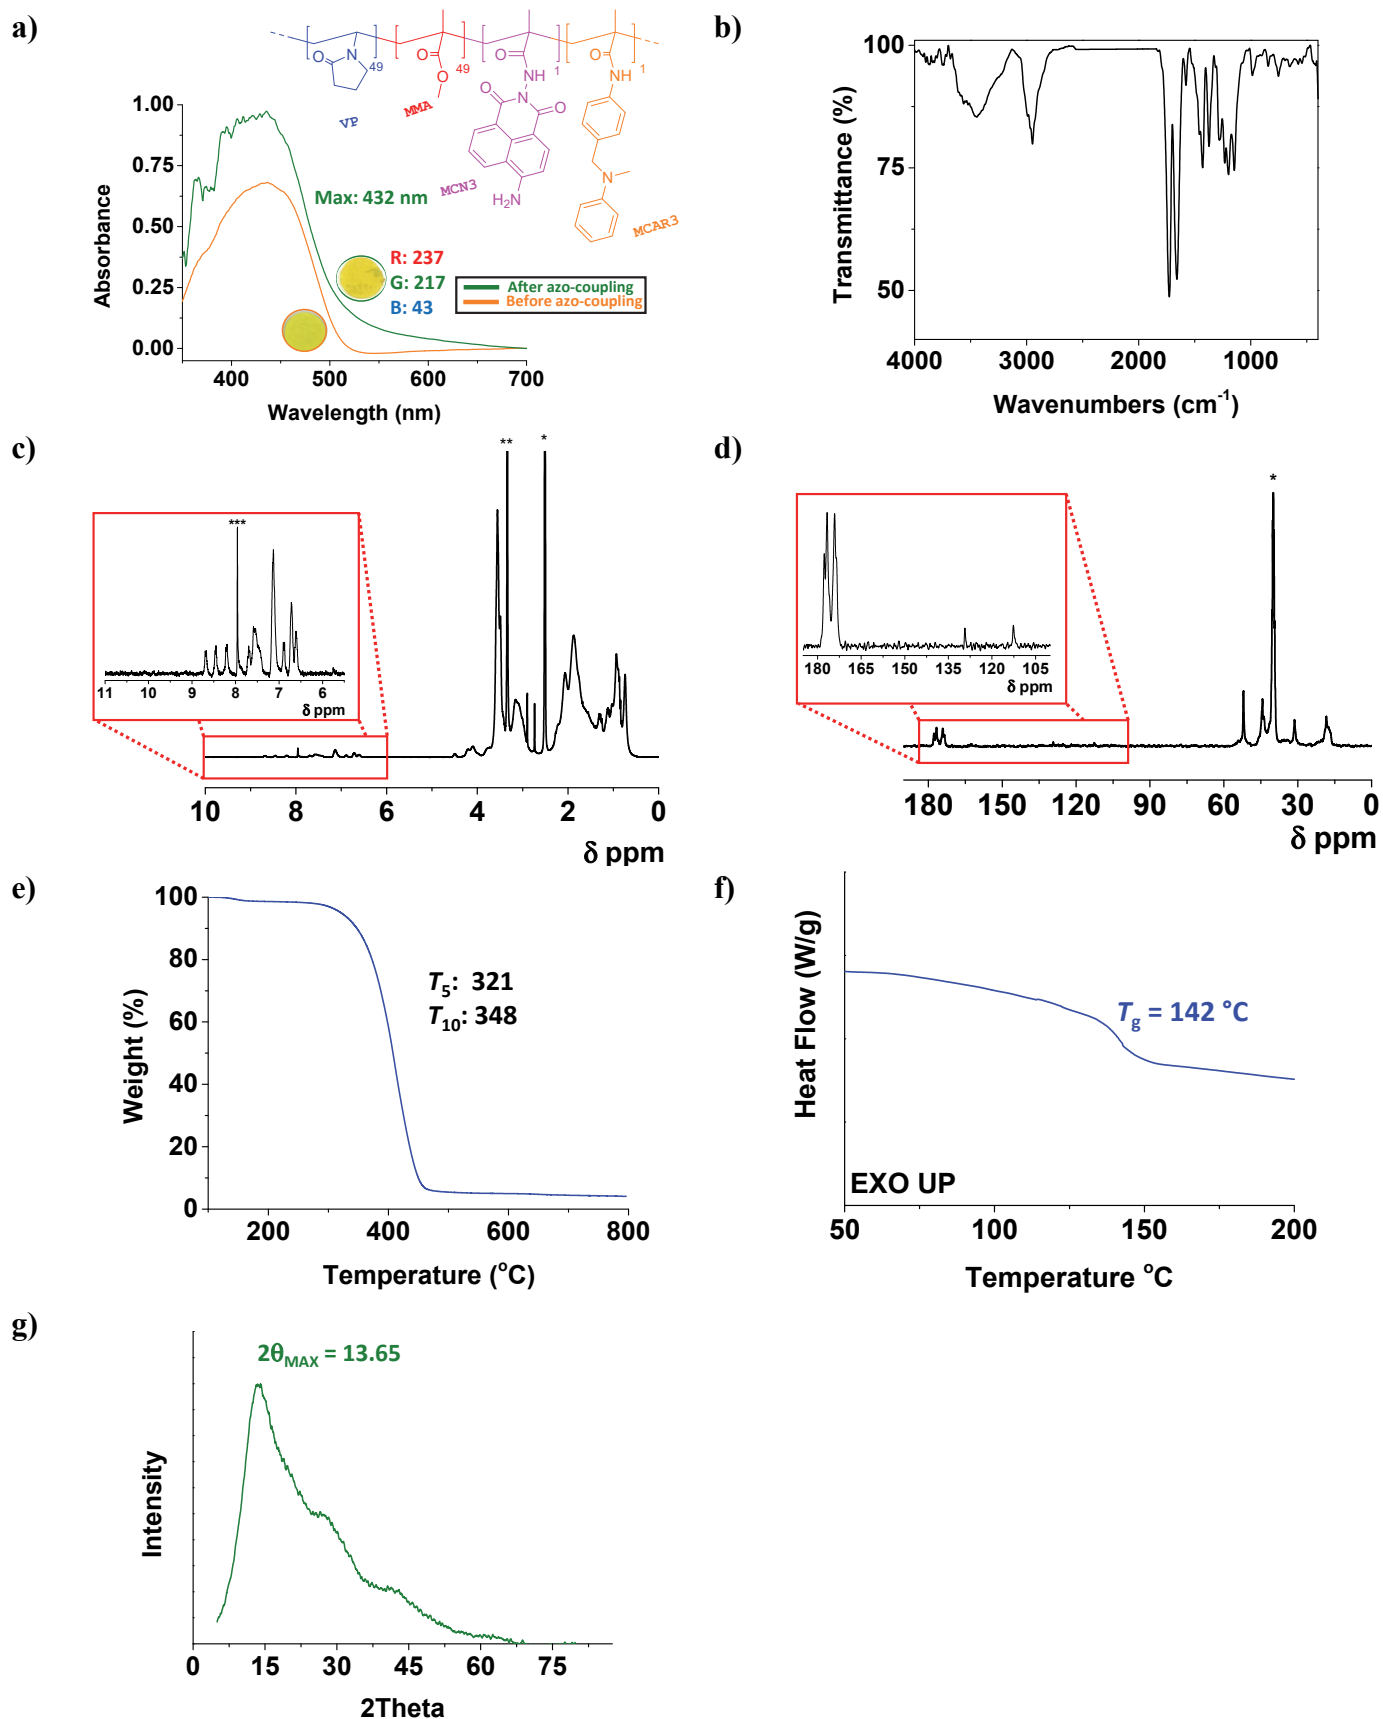 a)
O
N
49
VP
O
O
49
MMA
O
NH
1
N
O
O
H₂N
MCN3
O
NH
1
N
MCAR3
1.00
0.75
0.50
0.25
0.00
Absorbance
Max: 432 nm
R: 237
G: 217
B: 43
After azo-coupling
Before azo-coupling
400 500 600 700
Wavelength (nm)
b)
100
75
50
Transmittance (%)
4000 3000 2000 1000
Wavenumbers (cm⁻¹)
c)
**
*
***
11 10 9 8 7 6
δ ppm
10 8 6 4 2 0
δ ppm
d)
*
180 165 150 135 120 105
δ ppm
180 150 120 90 60 30 0
δ ppm
e)
100
80
60
40
20
0
Weight (%)
T₅: 321
T₁₀: 348
200 400 600 800
Temperature (°C)
f)
Heat Flow (W/g)
Tg = 142 °C
EXO UP
50 100 150 200
Temperature °C
g)
2θMAX = 13.65
Intensity
0 15 30 45 60 75
2Theta